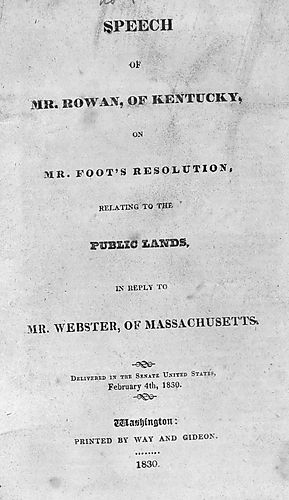 SPEECH
OF
MR. ROWAN, OF KENTUCKY,
ON
MR. FOOT'S RESOLUTION,
RELATING TO THE
PUBLIC LANDS,
IN REPLY TO
MR. WEBSTER, OF MASSACHUSETTS.
DELIVERED IN THE SENATE UNITED STATES,
February 4th, 1830.
Washington:
PRINTED BY WAY AND GIDEON.
........
1830.